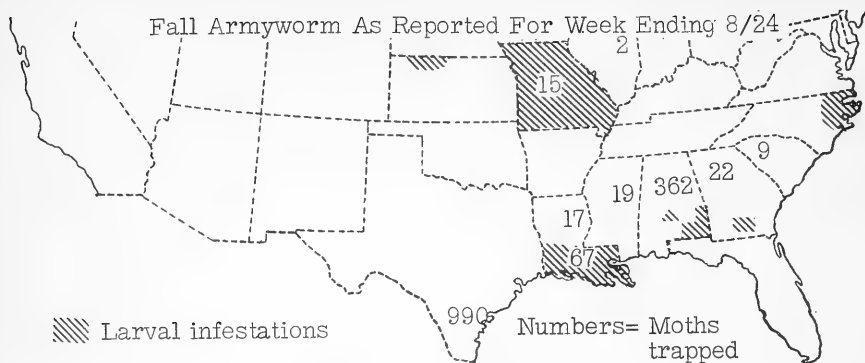 Fall Armyworm As Reported For Week Ending 8/24
2
15
9
22
362
19
17
67
990
Larval infestations
Numbers= Moths
trapped